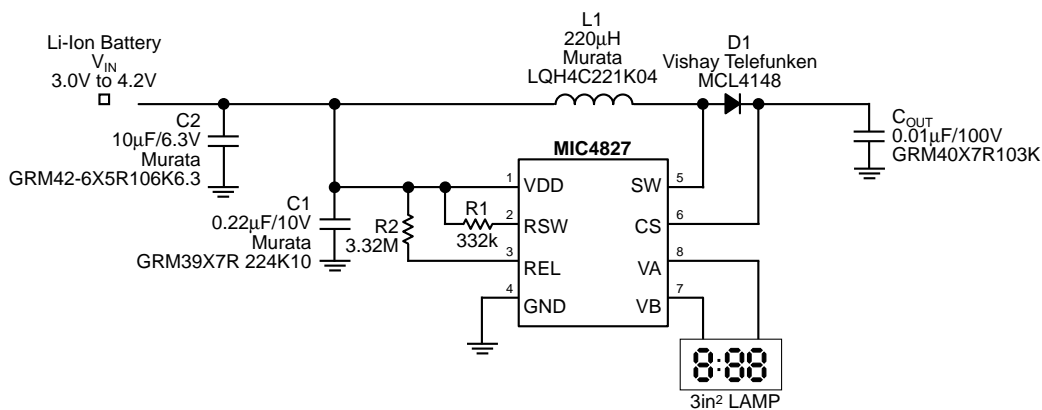 Li-Ion Battery
VIN
3.0V to 4.2V
L1
220µH
Murata
LQH4C221K04
D1
Vishay Telefunken
MCL4148
C2
10µF/6.3V
Murata
GRM42-6X5R106K6.3
COUT
0.01µF/100V
GRM40X7R103K
MIC4827
C1
0.22µF/10V
Murata
GRM39X7R 224K10
R2
3.32M
R1
332k
1 VDD
2 RSW
3 REL
4 GND
SW 5
CS 6
VA 8
VB 7
8:88
3in² LAMP